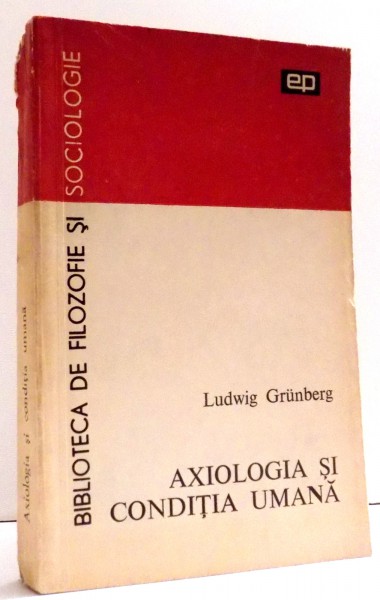 ep
BIBLIOTECA DE FILOZOFIE ŞI SOCIOLOGIE
Ludwig Grünberg
AXIOLOGIA ŞI
CONDIŢIA UMANĂ
Axiologia şi condiţia umană